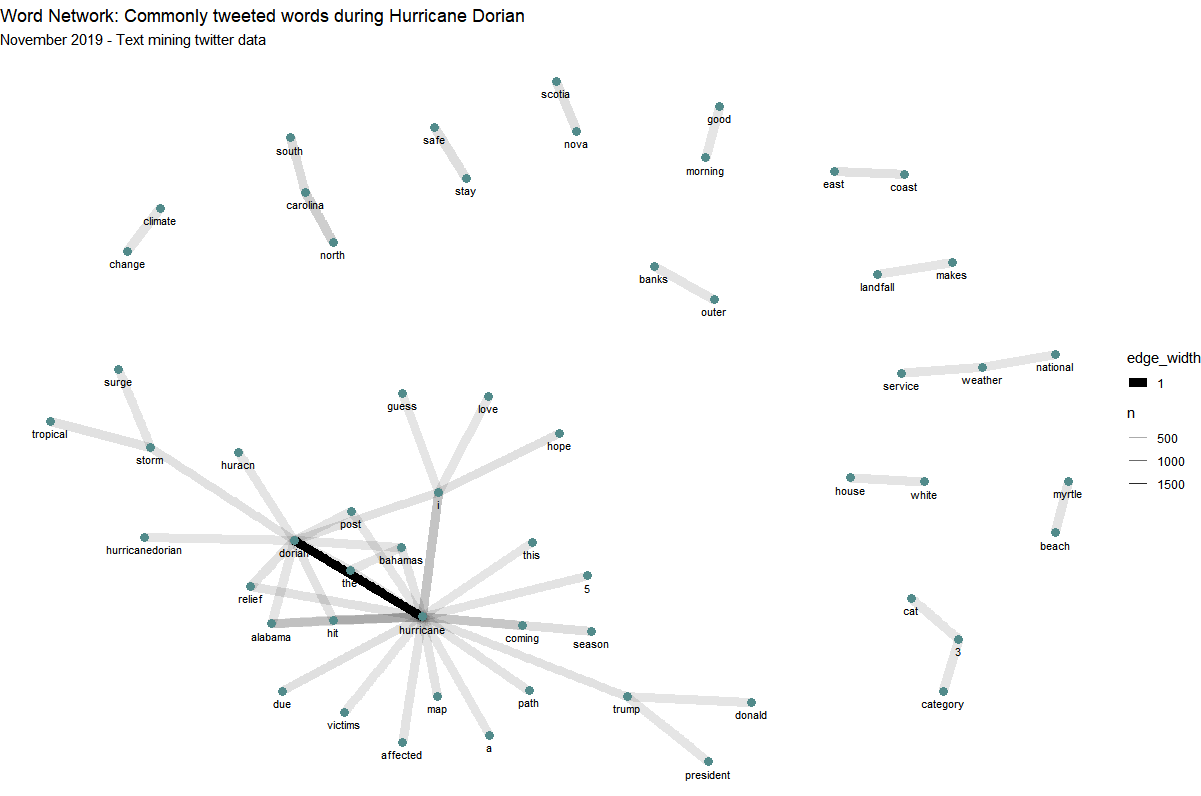 Word Network: Commonly tweeted words during Hurricane Dorian
November 2019 - Text mining twitter data
scotia
good
safe
nova
south
morning
east
coast
stay
carolina
climate
north
change
banks
makes
landfall
outer
national
surge
service
weather
edge_width
1
n
500
1000
1500
guess
love
tropical
hope
storm
huracn
house
white
myrtle
i
post
hurricanedorian
dorian
bahamas
this
beach
the
5
relief
cat
alabama
hit
hurricane
coming
season
3
due
map
path
trump
donald
category
victims
affected
a
president